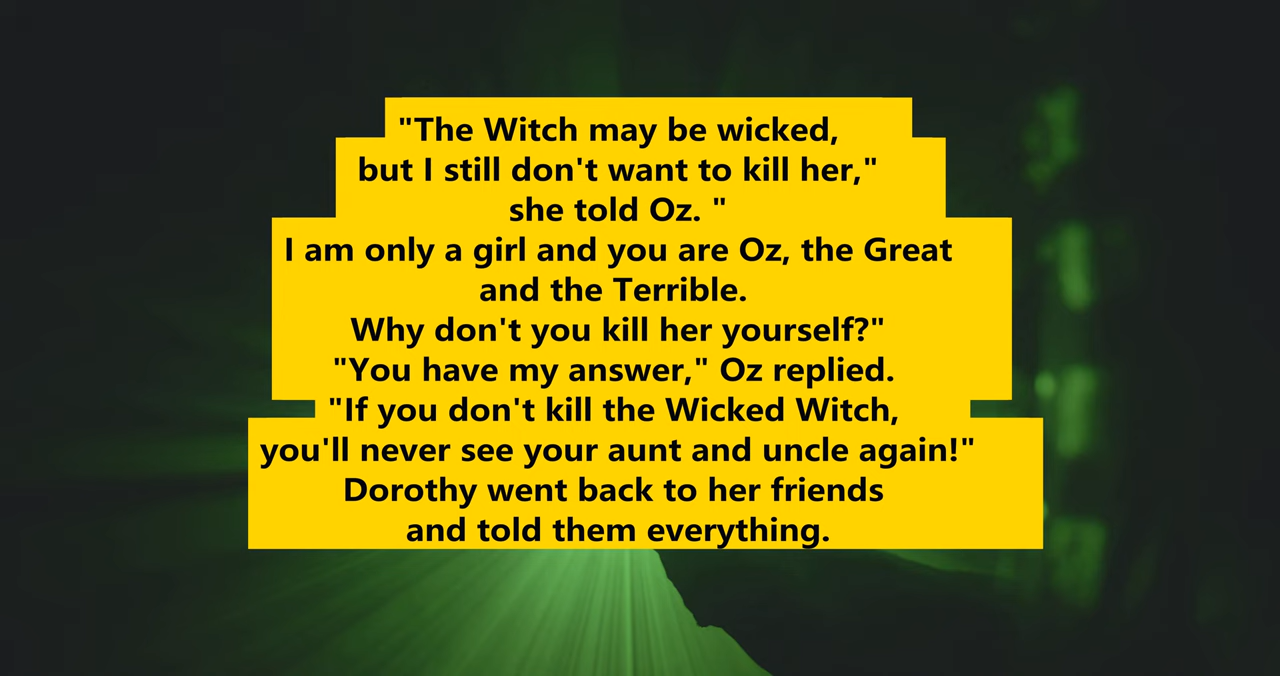 "The Witch may be wicked,
but I still don't want to kill her,"
she told Oz. "
I am only a girl and you are Oz, the Great
and the Terrible.
Why don't you kill her yourself?"
"You have my answer," Oz replied.
"If you don't kill the Wicked Witch,
you'll never see your aunt and uncle again!"
Dorothy went back to her friends
and told them everything.